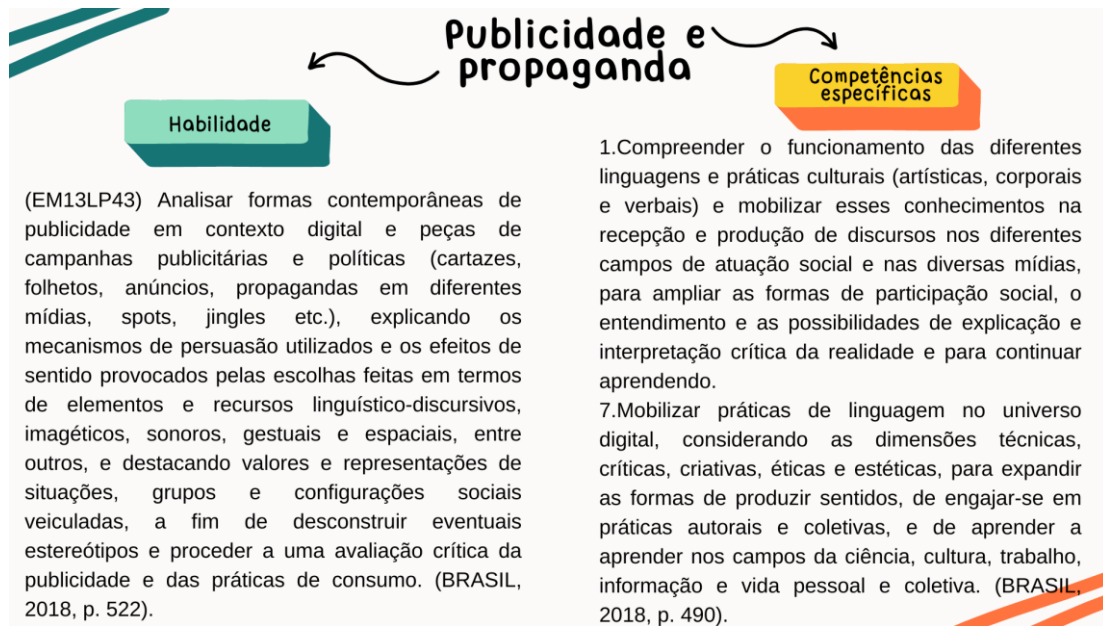 Publicidade e
propaganda
Habilidade
(EM13LP43) Analisar formas contemporâneas de
publicidade em contexto digital e peças de
campanhas publicitárias e políticas (cartazes,
folhetos, anúncios, propagandas em diferentes
mídias, spots, jingles etc.), explicando os
mecanismos de persuasão utilizados e os efeitos de
sentido provocados pelas escolhas feitas em termos
de elementos e recursos linguístico-discursivos,
imagéticos, sonoros, gestuais e espaciais, entre
outros, e destacando valores e representações de
situações, grupos e configurações sociais
veiculadas, a fim de desconstruir eventuais
estereótipos e proceder a uma avaliação crítica da
publicidade e das práticas de consumo. (BRASIL,
2018, p. 522).
Competências
específicas
1.Compreender o funcionamento das diferentes
linguagens e práticas culturais (artísticas, corporais
e verbais) e mobilizar esses conhecimentos na
recepção e produção de discursos nos diferentes
campos de atuação social e nas diversas mídias,
para ampliar as formas de participação social, o
entendimento e as possibilidades de explicação e
interpretação crítica da realidade e para continuar
aprendendo.
7.Mobilizar práticas de linguagem no universo
digital, considerando as dimensões técnicas,
críticas, criativas, éticas e estéticas, para expandir
as formas de produzir sentidos, de engajar-se em
práticas autorais e coletivas, e de aprender a
aprender nos campos da ciência, cultura, trabalho,
informação e vida pessoal e coletiva. (BRASIL,
2018, p. 490).